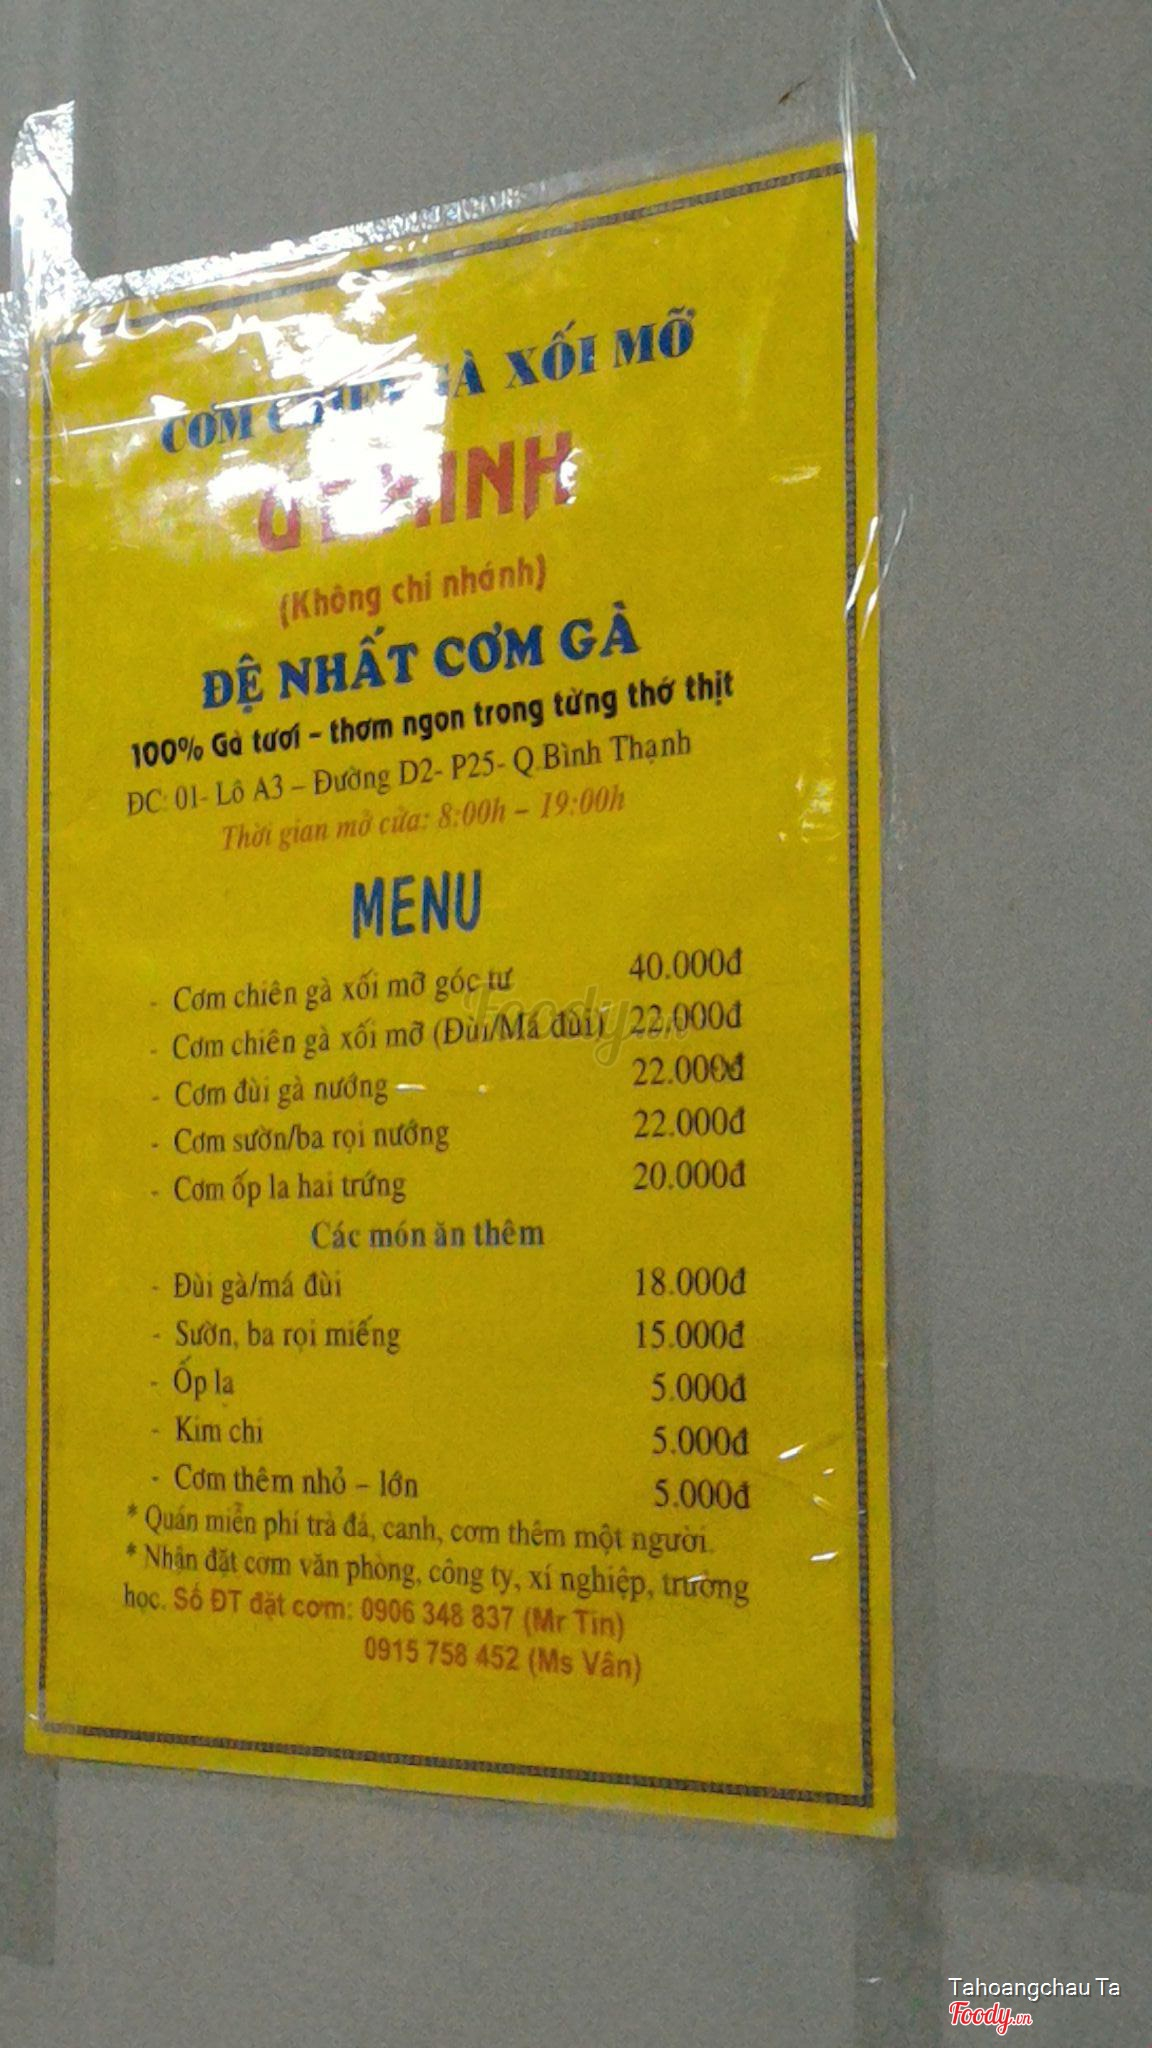 CƠM CHIÊN GÀ XỐI MỠ
(Không chi nhánh)
ĐỆ NHẤT CƠM GÀ
100% Gà tươi - thơm ngon trong từng thớ thịt
ĐC: 01- Lô A3 – Đường D2- P25- Q.Bình Thạnh
Thời gian mở cửa: 8:00h – 19:00h
MENU
- Cơm chiên gà xối mỡ góc tư 40.000đ
- Cơm chiên gà xối mỡ (Đùi/Má đùi) 22.000đ
- Cơm đùi gà nướng 22.000đ
- Cơm sườn/ba rọi nướng 22.000đ
- Cơm ốp la hai trứng 20.000đ
Các món ăn thêm
- Đùi gà/má đùi 18.000đ
- Sườn, ba rọi miếng 15.000đ
- Ốp la 5.000đ
- Kim chi 5.000đ
- Cơm thêm nhỏ – lớn 5.000đ
* Quán miễn phí trà đá, canh, cơm thêm một người.
* Nhận đặt cơm văn phòng, công ty, xí nghiệp, trường
học. Số ĐT đặt cơm: 0906 348 837 (Mr Tín)
0915 758 452 (Ms Vân)
Foody.vn
Tahoangchau Ta
Foody.vn